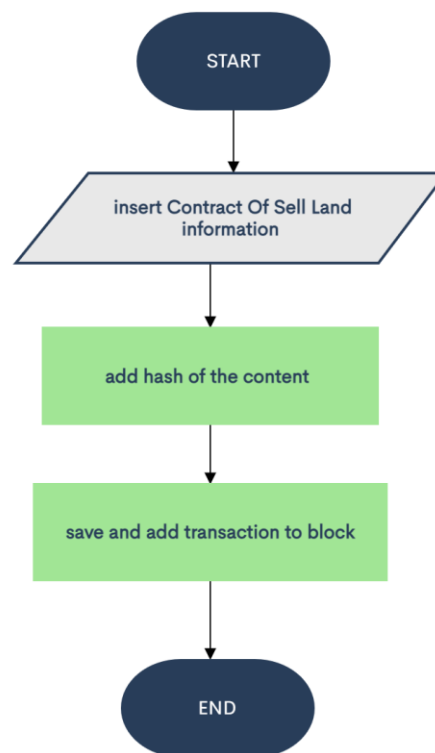 START
insert Contract Of Sell Land
information
add hash of the content
save and add transaction to block
END